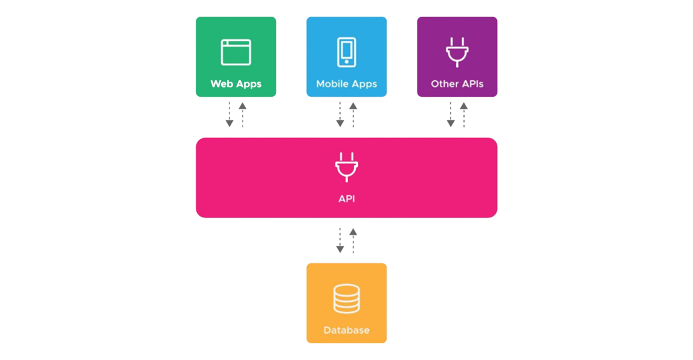 Web Apps
Mobile Apps
Other APIs
API
Database